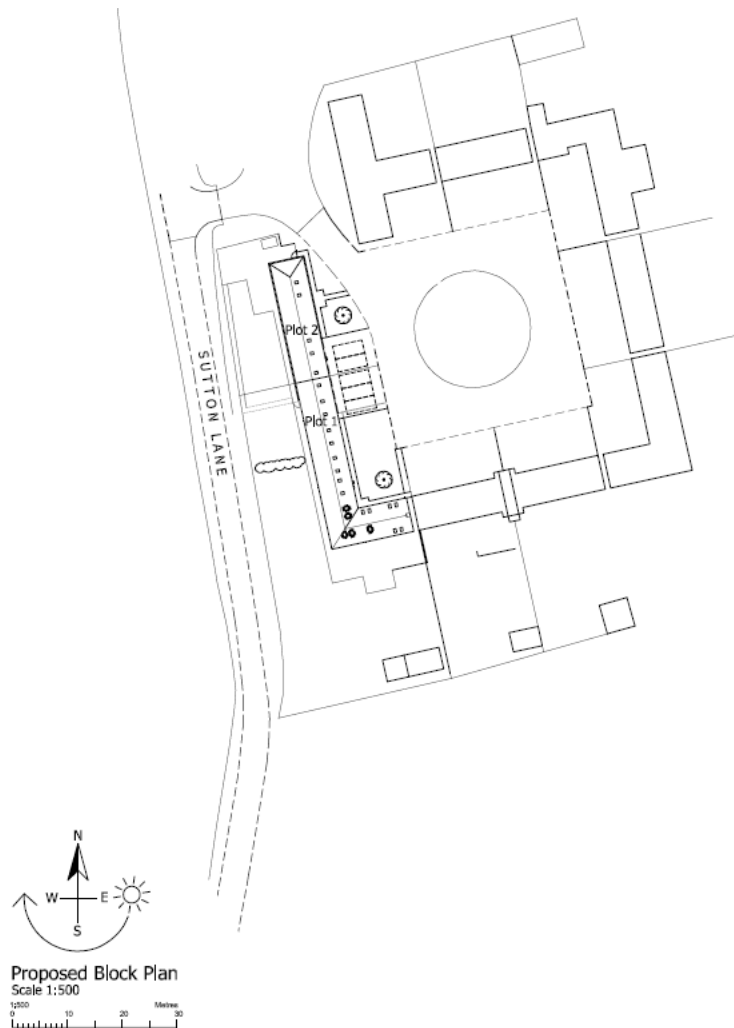 Plot 2
SUTTON LANE
Plot 1
N
W E
S
Proposed Block Plan
Scale 1:500
1:500 Metres
0 10 20 30